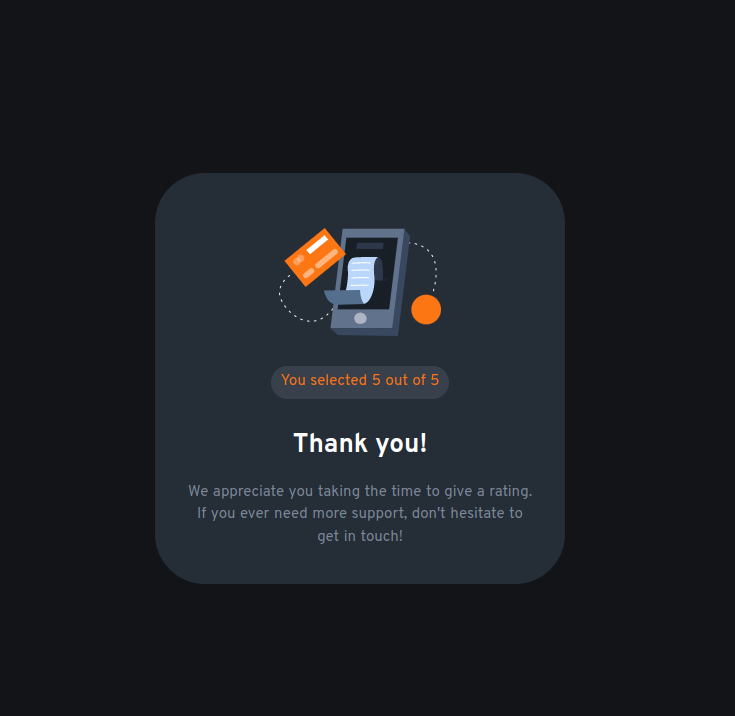 You selected 5 out of 5
Thank you!
We appreciate you taking the time to give a rating.
If you ever need more support, don't hesitate to
get in touch!